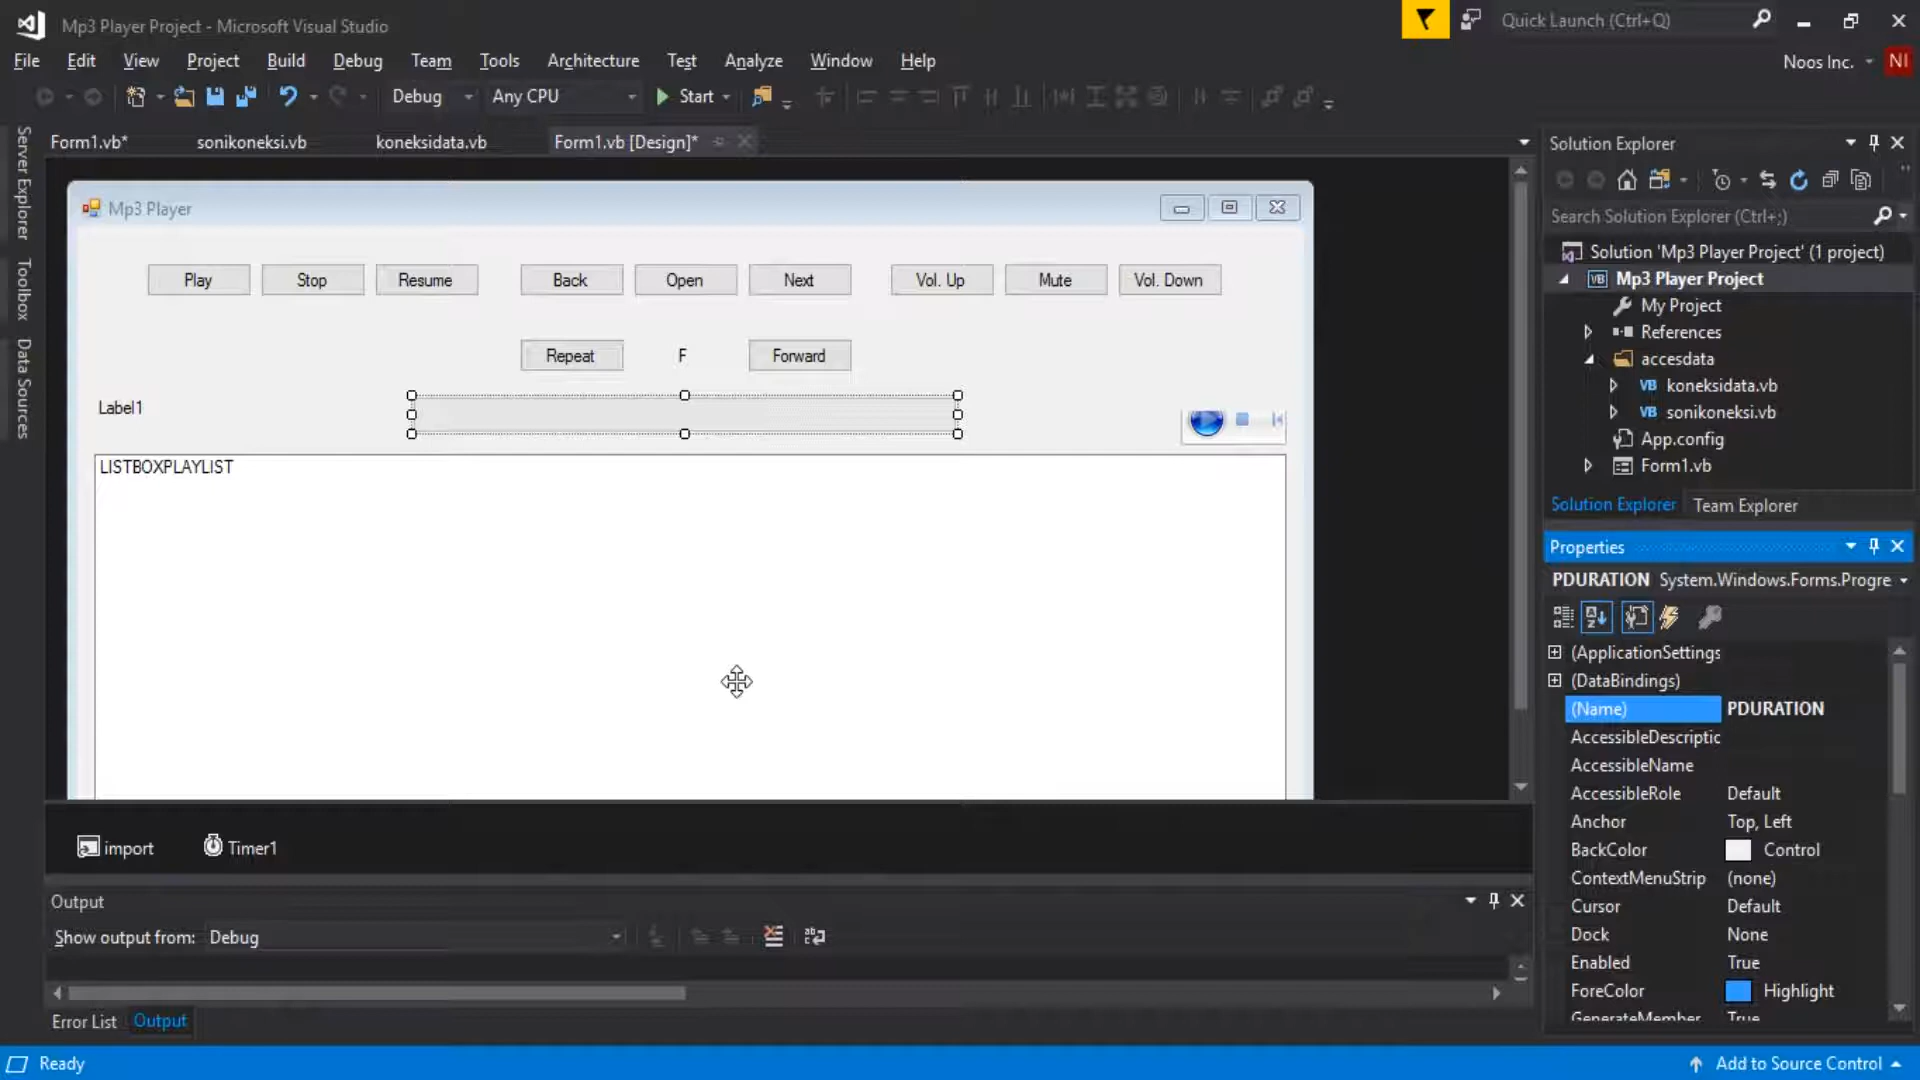 Mp3 Player Project - Microsoft Visual Studio
Quick Launch (Ctrl+Q)
File Edit View Project Build Debug Team Tools Test Architecture Analyze Window Help
Noos Inc. NI
Debug Any CPU Start
Form1.vb* sonikoneksi.vb koneksidata.vb Form1.vb [Design]*
Server Explorer
Toolbox
Data Sources
Mp3 Player
Play Stop Resume Back Open Next Vol. Up Mute Vol. Down
Repeat F Forward
Label1
LISTBOXPLAYLIST
import Timer1
Output
Show output from: Debug
Error List Output
Ready
Add to Source Control
Solution Explorer
Search Solution Explorer (Ctrl+;)
Solution 'Mp3 Player Project' (1 project)
VB Mp3 Player Project
My Project
References
accesdata
VB koneksidata.vb
VB sonikoneksi.vb
App.config
Form1.vb
Solution Explorer Team Explorer
Properties
PDURATION System.Windows.Forms.Progre
(ApplicationSettings
(DataBindings)
(Name) PDURATION
AccessibleDescriptic
AccessibleName
AccessibleRole Default
Anchor Top, Left
BackColor Control
ContextMenuStrip (none)
Cursor Default
Dock None
Enabled True
ForeColor Highlight
GenerateMember True